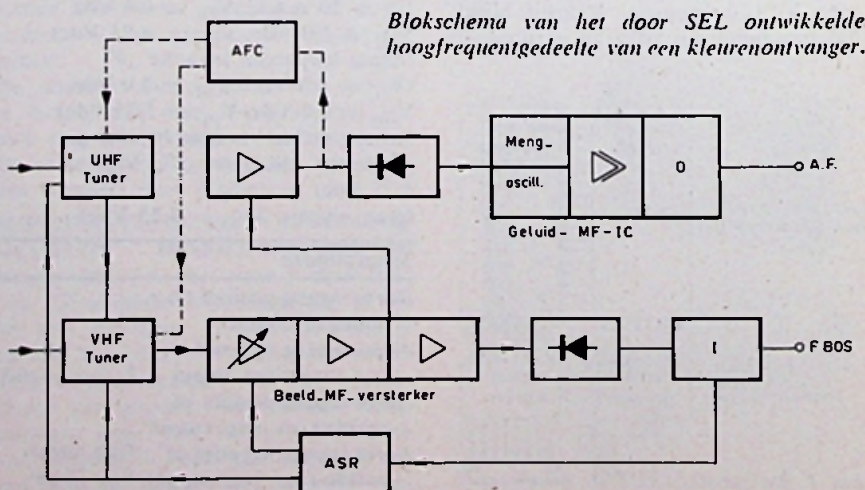 Blokschema van het door SEL ontwikkelde
hoogfrequentgedeelte van een kleurenontvanger.
AFC
UHF
Tuner
Meng_
oscill.
0
A.F.
Geluid- MF-IC
VHF
Tuner
F BOS
Beeld_MF_versterker
ASR